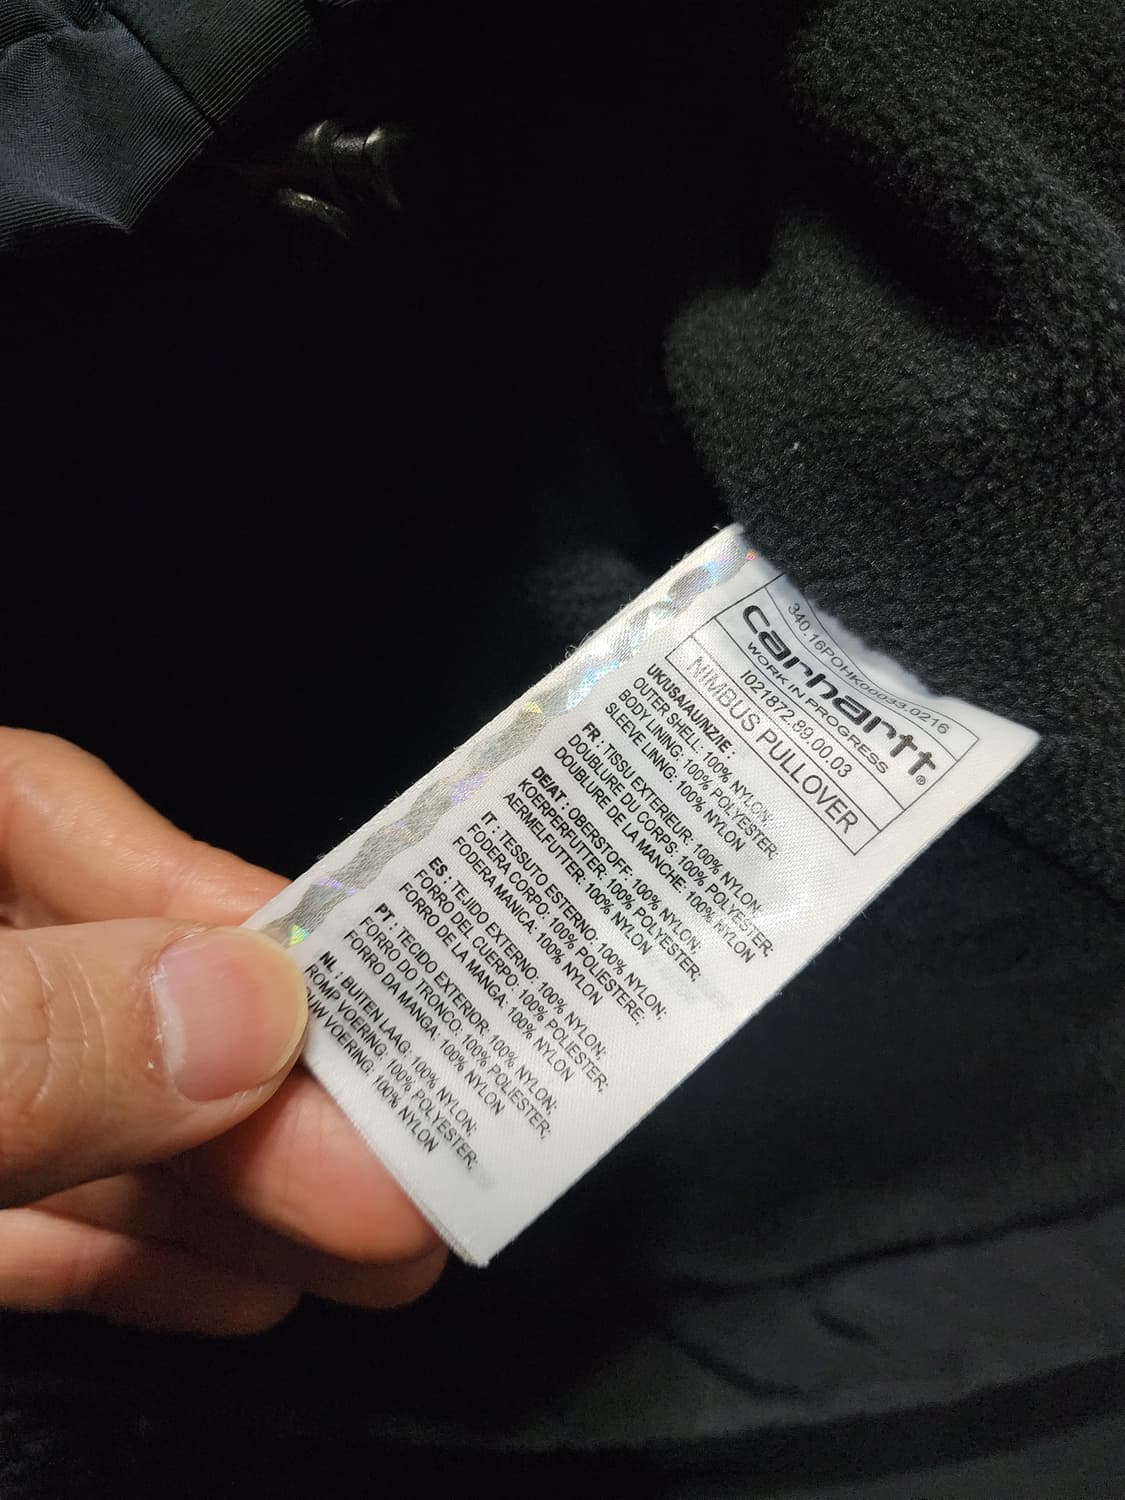 340.16POHK00033.0216
carhartt®
WORK IN PROGRESS
I021872.89.00.03
NIMBUS PULLOVER
UK/USA/AU/NZ/IE :
OUTER SHELL: 100% NYLON;
BODY LINING: 100% POLYESTER;
SLEEVE LINNG: 100% NYLON
FR : TISSU EXTERIEUR: 100% NYLON;
DOUBLURE DU CORPS: 100% POLYESTER;
DOUBLURE DE LA MANCHE: 100% NYLON
DE/AT : OBERSTOFF: 100% NYLON;
KOERPERFUTTER: 100% POLYESTER;
AERMELFUTTER: 100% NYLON
IT : TESSUTO ESTERNO: 100% NYLON;
FODERA CORPO: 100% POLIESTERE;
FODERA MANICA: 100% NYLON
ES : TEJIDO EXTERNO: 100% NYLON;
FORRO DEL CUERPO: 100% POLIESTER;
FORRO DE LA MANGA: 100% NYLON
PT : TECIDO EXTERIOR: 100% NYLON;
FORRO DO TRONCO: 100% POLIESTER;
FORRO DA MANGA: 100% NYLON
NL : BUITEN LAAG: 100% NYLON;
ROMP VOERING: 100% POLYESTER;
VOERING: 100% NYLON